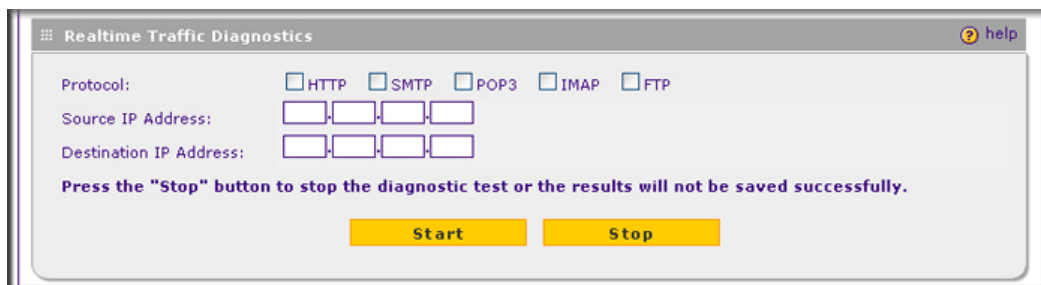 Realtime Traffic Diagnostics ? help
Protocol: HTTP SMTP POP3 IMAP FTP
Source IP Address: . . .
Destination IP Address: . . .
Press the "Stop" button to stop the diagnostic test or the results will not be saved successfully.
Start Stop